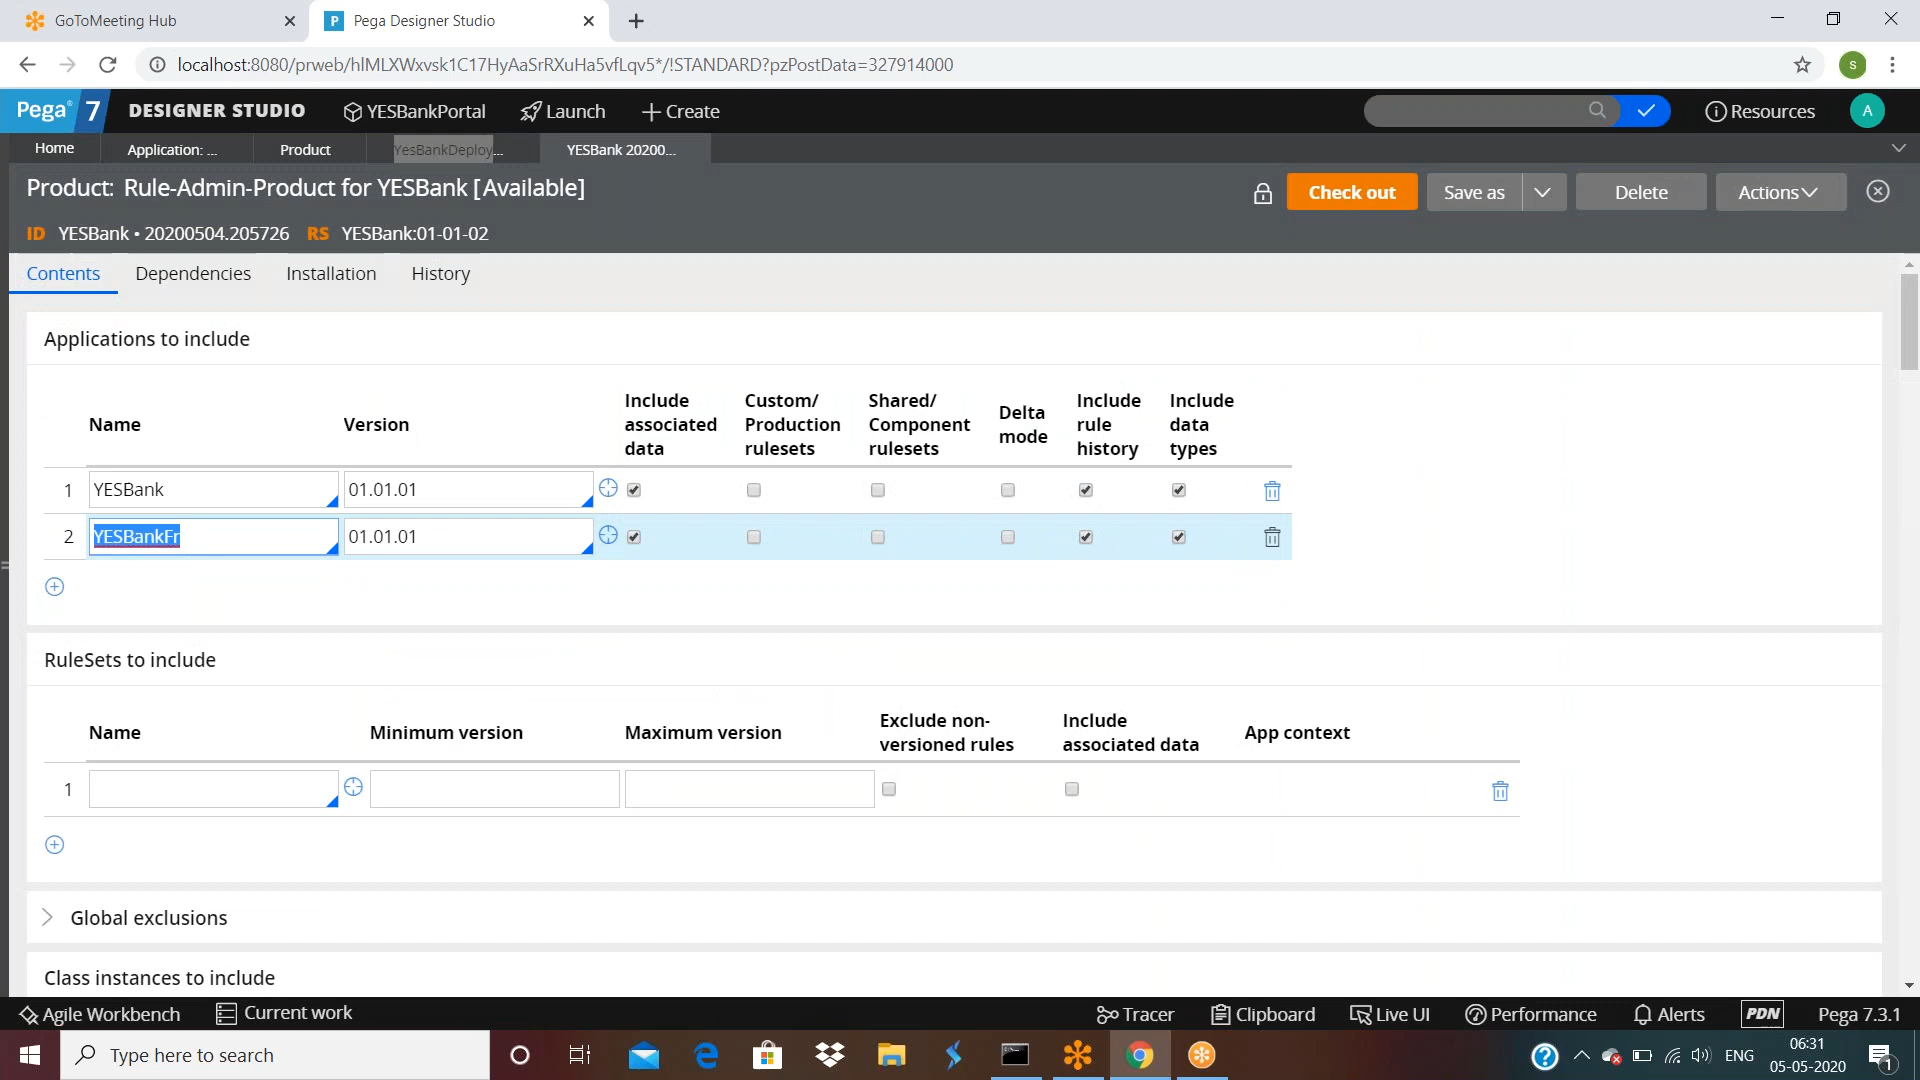 GoToMeeting Hub
Pega Designer Studio
localhost:8080/prweb/hlMLXWxvsk1C17HyAaSrRXuHa5vfLqv5*/!STANDARD?pzPostData=327914000
s
Pega 7 DESIGNER STUDIO YESBankPortal Launch Create Resources A
Home Application: ... Product YesBankDeploy... YESBank 20200...
Product: Rule-Admin-Product for YESBank [Available]
Check out Save as Delete Actions
ID YESBank • 20200504.205726 RS YESBank:01-01-02
Contents Dependencies Installation History
Applications to include
Name Version Include associated data Custom/ Production rulesets Shared/ Component rulesets Delta mode Include rule history Include data types
1 YESBank 01.01.01
2 YESBankFr 01.01.01
RuleSets to include
Name Minimum version Maximum version Exclude non-versioned rules Include associated data App context
1
Global exclusions
Class instances to include
Agile Workbench Current work Tracer Clipboard Live UI Performance Alerts PDN Pega 7.3.1
Type here to search
ENG
06:31
05-05-2020
1